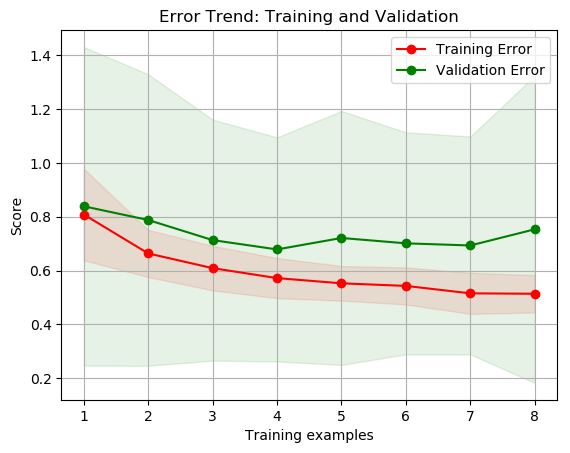 Error Trend: Training and Validation
Training Error
Validation Error
Score
1.4
1.2
1.0
0.8
0.6
0.4
0.2
1 2 3 4 5 6 7 8
Training examples